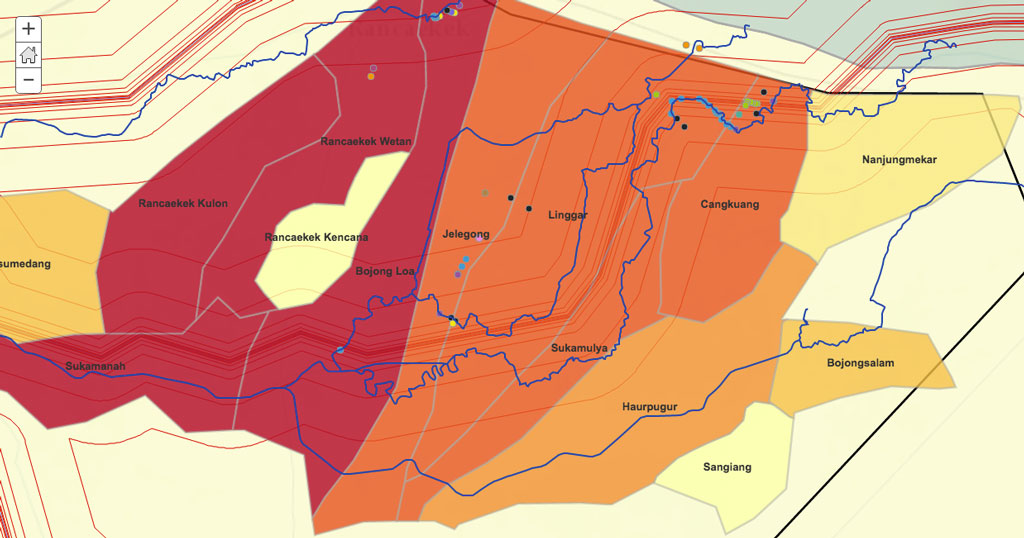 +
Rancaekek
−
Rancaekek Wetan
Nanjungmekar
Rancaekek Kulon
Cangkuang
Linggar
Jelegong
Rancaekek Kencana
sumedang
Bojong Loa
Sukamulya
Bojongsalam
Sukamanah
Haurpugur
Sangiang